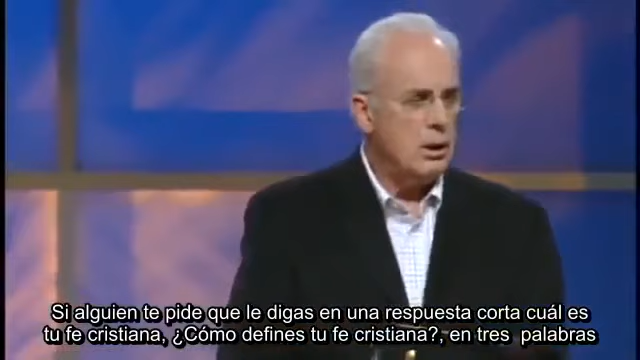 Si alguien te pide que le digas en una respuesta corta cuál es
tu fe cristiana, ¿Cómo defines tu fe cristiana?, en tres palabras